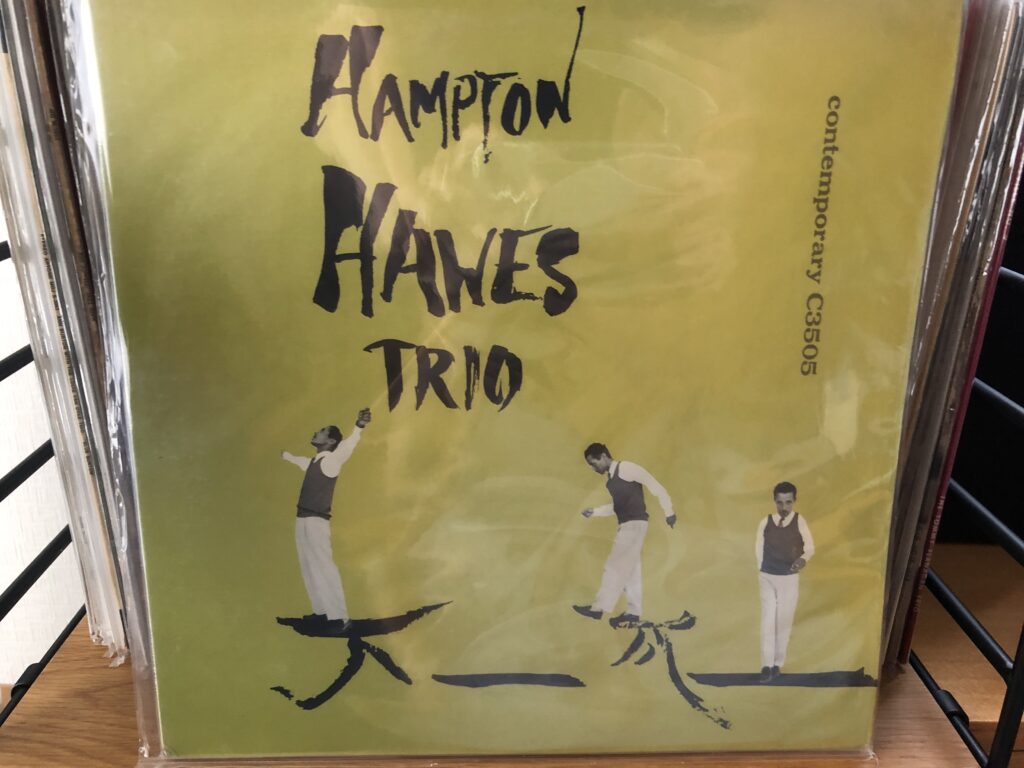 HAMPTON
HAWES
TRIO
contemporary C3505